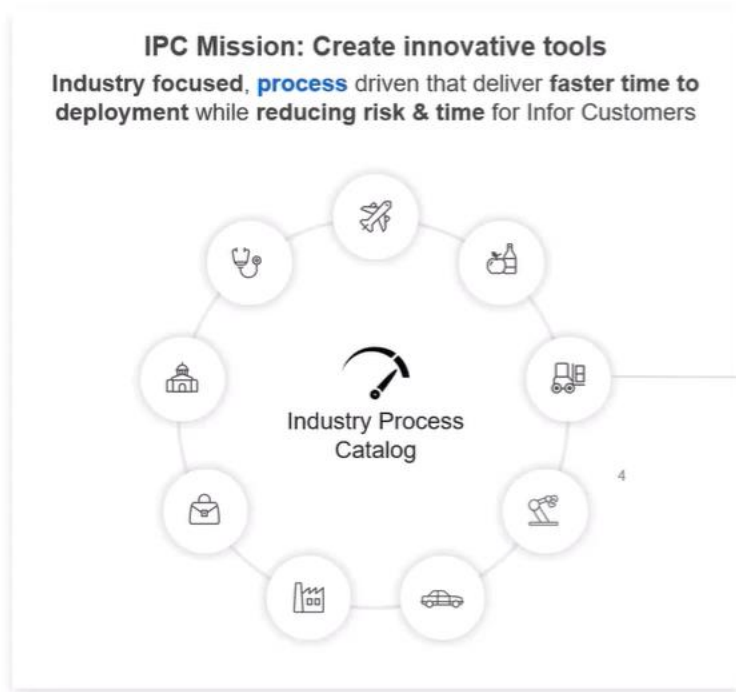 IPC Mission: Create innovative tools
Industry focused, process driven that deliver faster time to
deployment while reducing risk & time for Infor Customers
Industry Process
Catalog
4